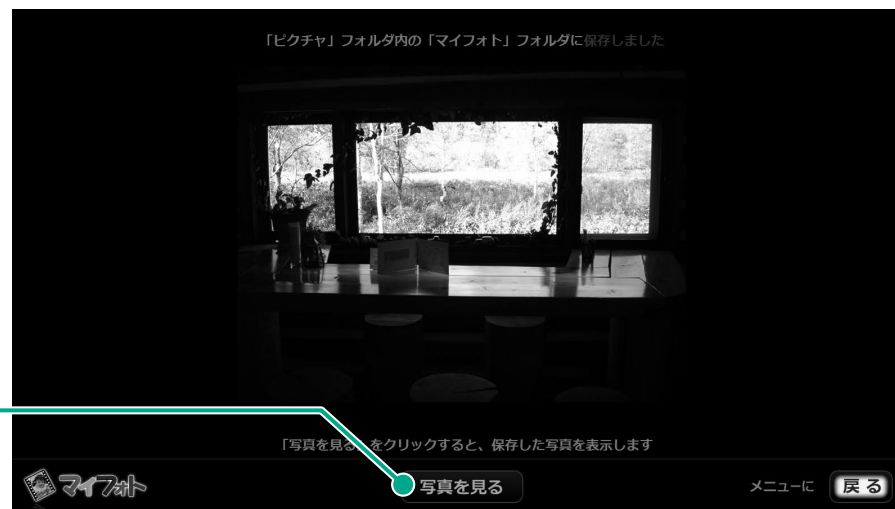 「ピクチャ」フォルダ内の「マイフォト」フォルダに保存しました
「写真を見る」をクリックすると、保存した写真を表示します
マイフォト
写真を見る
メニューに 戻る